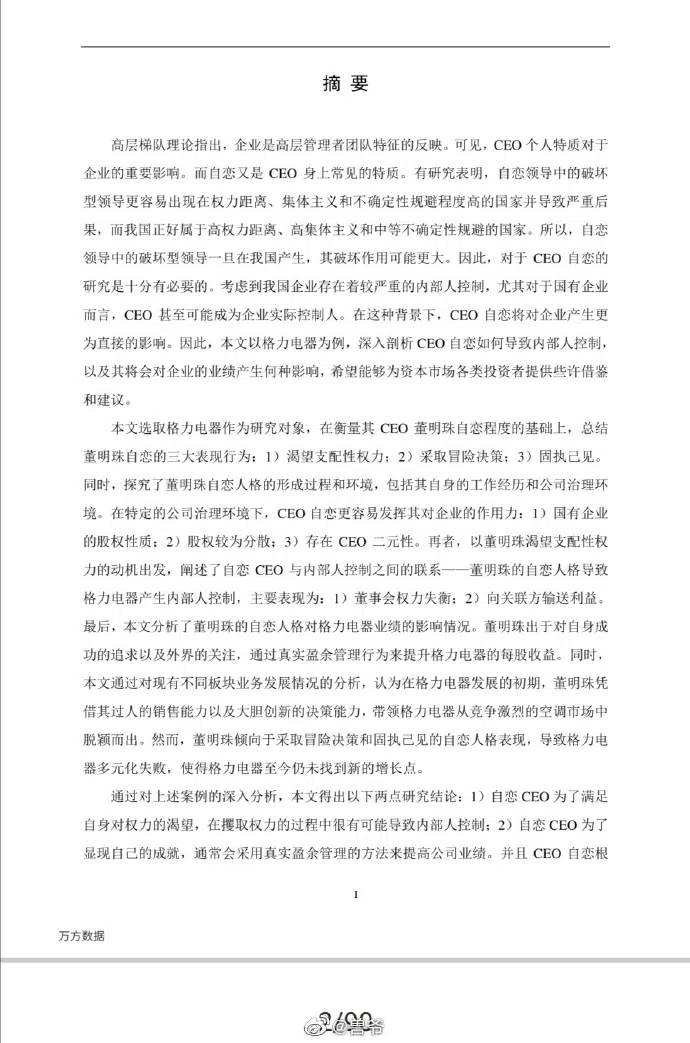 摘 要
高层梯队理论指出，企业是高层管理者团队特征的反映。可见，CEO 个人特质对于
企业的重要影响。而自恋又是 CEO 身上常见的特质。有研究表明，自恋领导中的破坏
型领导更容易出现在权力距离、集体主义和不确定性规避程度高的国家并导致严重后
果，而我国正好属于高权力距离、高集体主义和中等不确定性规避的国家。所以，自恋
领导中的破坏型领导一旦在我国产生，其破坏作用可能更大。因此，对于 CEO 自恋的
研究是十分有必要的。考虑到我国企业存在着较严重的内部人控制，尤其对于国有企业
而言，CEO 甚至可能成为企业实际控制人。在这种背景下，CEO 自恋将对企业产生更
为直接的影响。因此，本文以格力电器为例，深入剖析 CEO 自恋如何导致内部人控制，
以及其将会对企业的业绩产生何种影响，希望能够为资本市场各类投资者提供些许借鉴
和建议。
本文选取格力电器作为研究对象，在衡量其 CEO 董明珠自恋程度的基础上，总结
董明珠自恋的三大表现行为：1）渴望支配性权力；2）采取冒险决策；3）固执己见。
同时，探究了董明珠自恋人格的形成过程和环境，包括其自身的工作经历和公司治理环
境。在特定的公司治理环境下，CEO 自恋更容易发挥其对企业的作用力：1）国有企业
的股权性质；2）股权较为分散；3）存在 CEO 二元性。再者，以董明珠渴望支配性权
力的动机出发，阐述了自恋 CEO 与内部人控制之间的联系——董明珠的自恋人格导致
格力电器产生内部人控制，主要表现为：1）董事会权力失衡；2）向关联方输送利益。
最后，本文分析了董明珠的自恋人格对格力电器业绩的影响情况。董明珠出于对自身成
功的追求以及外界的关注，通过真实盈余管理行为来提升格力电器的每股收益。同时，
本文通过对现有不同板块业务发展情况的分析，认为在格力电器发展的初期，董明珠凭
借其过人的销售能力以及大胆创新的决策能力，带领格力电器从竞争激烈的空调市场中
脱颖而出。然而，董明珠倾向于采取冒险决策和固执己见的自恋人格表现，导致格力电
器多元化失败，使得格力电器至今仍未找到新的增长点。
通过对上述案例的深入分析，本文得出以下两点研究结论：1）自恋 CEO 为了满足
自身对权力的渴望，在攫取权力的过程中很有可能导致内部人控制；2）自恋 CEO 为了
显现自己的成就，通常会采用真实盈余管理的方法来提高公司业绩。并且 CEO 自恋根
I
万方数据
@兽爷